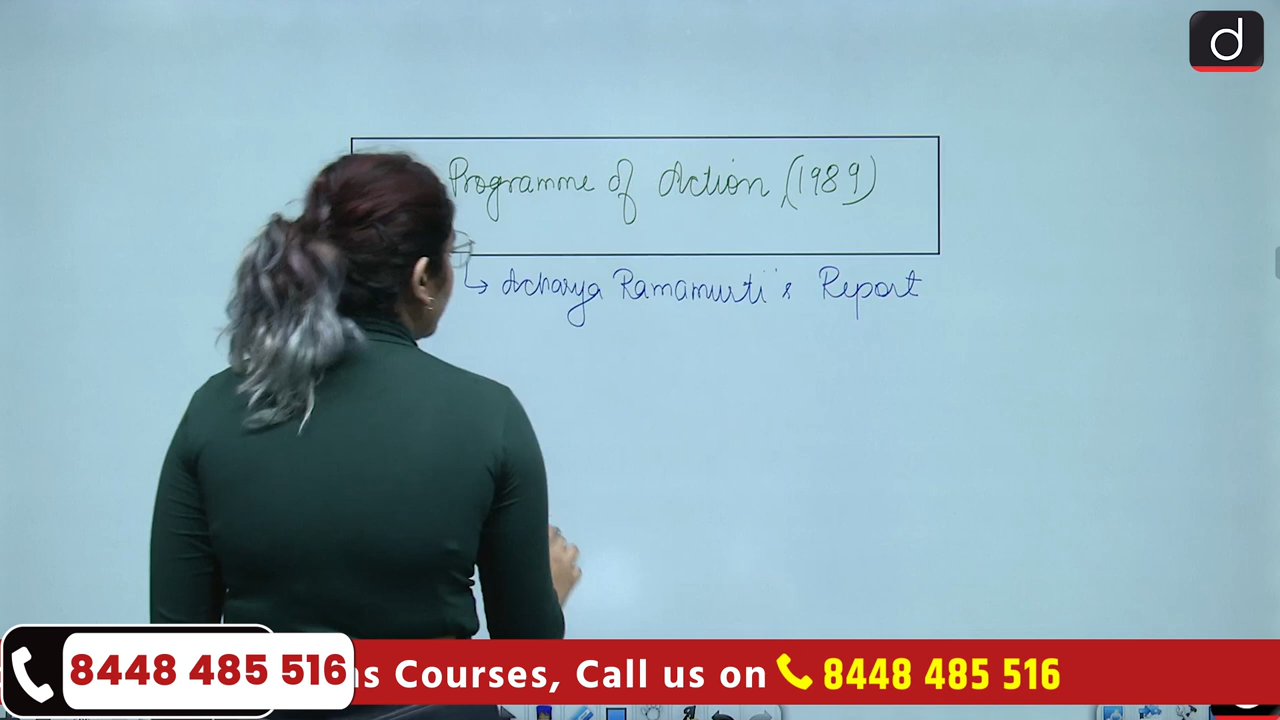 d
Programme of Action (1989)
↳ Acharya Ramamurti's Report
8448 485 516
s Courses, Call us on 8448 485 516